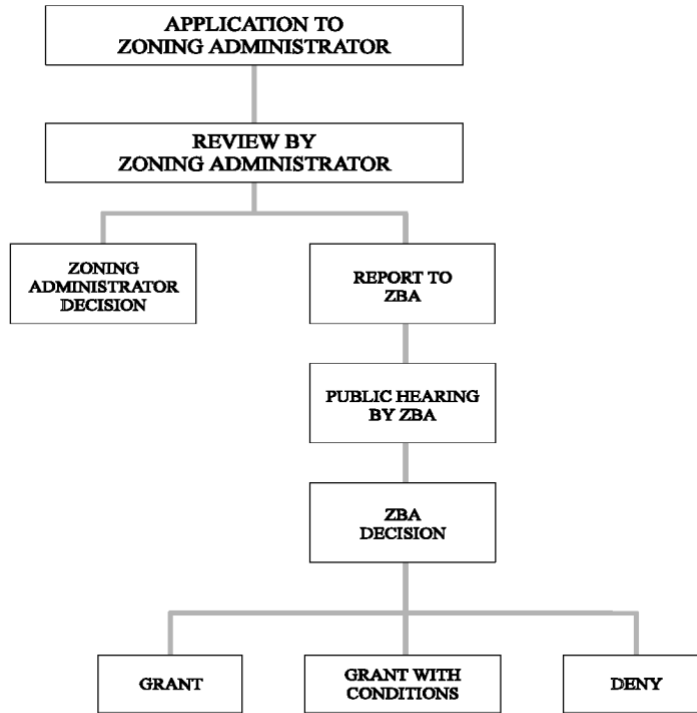 APPLICATION TO
ZONING ADMINISTRATOR
REVIEW BY
ZONING ADMINISTRATOR
ZONING
ADMINISTRATOR
DECISION
REPORT TO
ZBA
PUBLIC HEARING
BY ZBA
ZBA
DECISION
GRANT
GRANT WITH
CONDITIONS
DENY